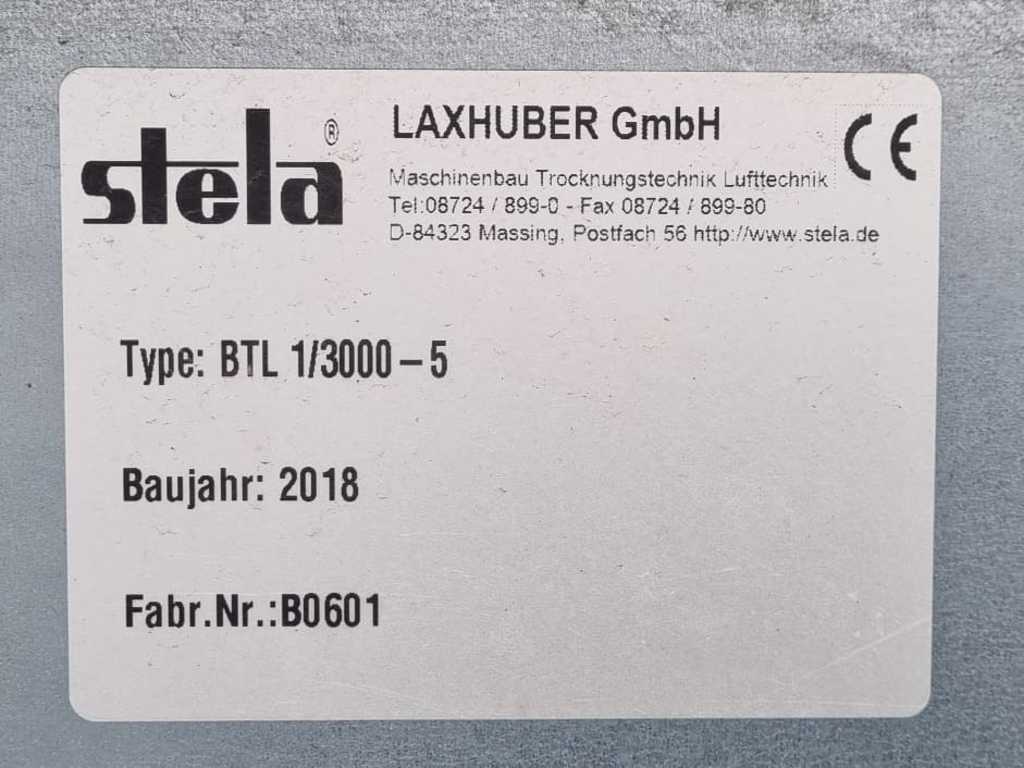 stela®
LAXHUBER GmbH
CE
Maschinenbau Trocknungstechnik Lufttechnik
Tel:08724 / 899-0 - Fax 08724 / 899-80
D-84323 Massing, Postfach 56 http://www.stela.de
Type: BTL 1/3000 – 5
Baujahr: 2018
Fabr.Nr.:B0601